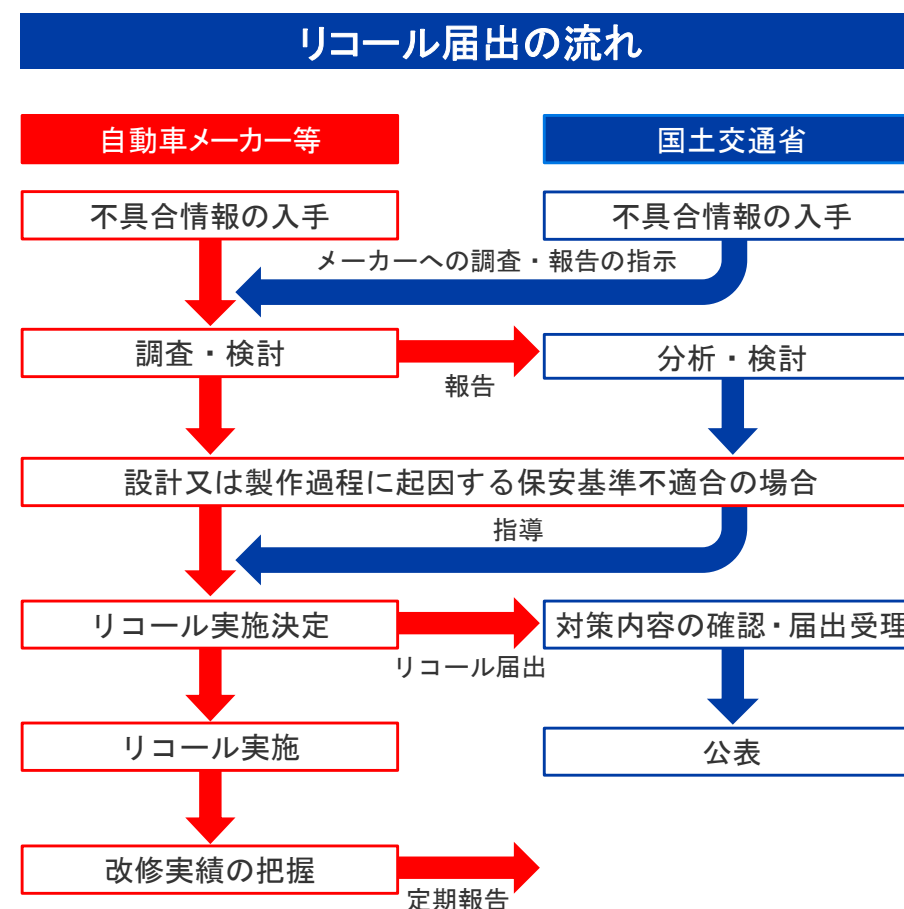 リコール届出の流れ
自動車メーカー等
国土交通省
不具合情報の入手
不具合情報の入手
メーカーへの調査・報告の指示
調査・検討
報告
分析・検討
設計又は製作過程に起因する保安基準不適合の場合
指導
リコール実施決定
リコール届出
対策内容の確認・届出受理
リコール実施
公表
改修実績の把握
定期報告